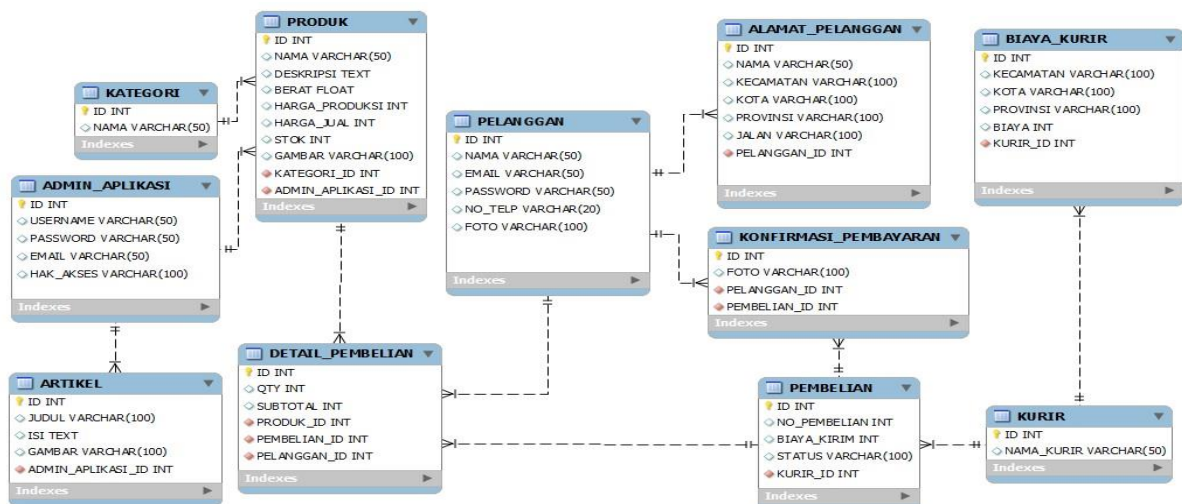 PRODUK
ID INT
NAMA VARCHAR(50)
DESKRIPSI TEXT
BERAT FLOAT
HARGA_PRODUKSI INT
HARGA_JUAL INT
STOK INT
GAMBAR VARCHAR(100)
KATEGORI_ID INT
ADMIN_APLIKASI_ID INT
Indexes
KATEGORI
ID INT
NAMA VARCHAR(50)
Indexes
ADMIN_APLIKASI
ID INT
USERNAME VARCHAR(50)
PASSWORD VARCHAR(50)
EMAIL VARCHAR(50)
HAK_AKSES VARCHAR(100)
Indexes
ARTIKEL
ID INT
JUDUL VARCHAR(100)
ISI TEXT
GAMBAR VARCHAR(100)
ADMIN_APLIKASI_ID INT
Indexes
DETAIL_PEMBELIAN
ID INT
QTY INT
SUBTOTAL INT
PRODUK_ID INT
PEMBELIAN_ID INT
PELANGGAN_ID INT
Indexes
PELANGGAN
ID INT
NAMA VARCHAR(50)
EMAIL VARCHAR(50)
PASSWORD VARCHAR(50)
NO_TELP VARCHAR(20)
FOTO VARCHAR(100)
Indexes
ALAMAT_PELANGGAN
ID INT
NAMA VARCHAR(50)
KECAMATAN VARCHAR(100)
KOTA VARCHAR(100)
PROVINSI VARCHAR(100)
JALAN VARCHAR(100)
PELANGGAN_ID INT
Indexes
KONFIRMASI_PEMBAYARAN
ID INT
FOTO VARCHAR(100)
PELANGGAN_ID INT
PEMBELIAN_ID INT
Indexes
PEMBELIAN
ID INT
NO_PEMBELIAN INT
BIAYA_KIRIM INT
STATUS VARCHAR(100)
KURIR_ID INT
Indexes
BIAYA_KURIR
ID INT
KECAMATAN VARCHAR(100)
KOTA VARCHAR(100)
PROVINSI VARCHAR(100)
BIAYA INT
KURIR_ID INT
Indexes
KURIR
ID INT
NAMA_KURIR VARCHAR(50)
Indexes